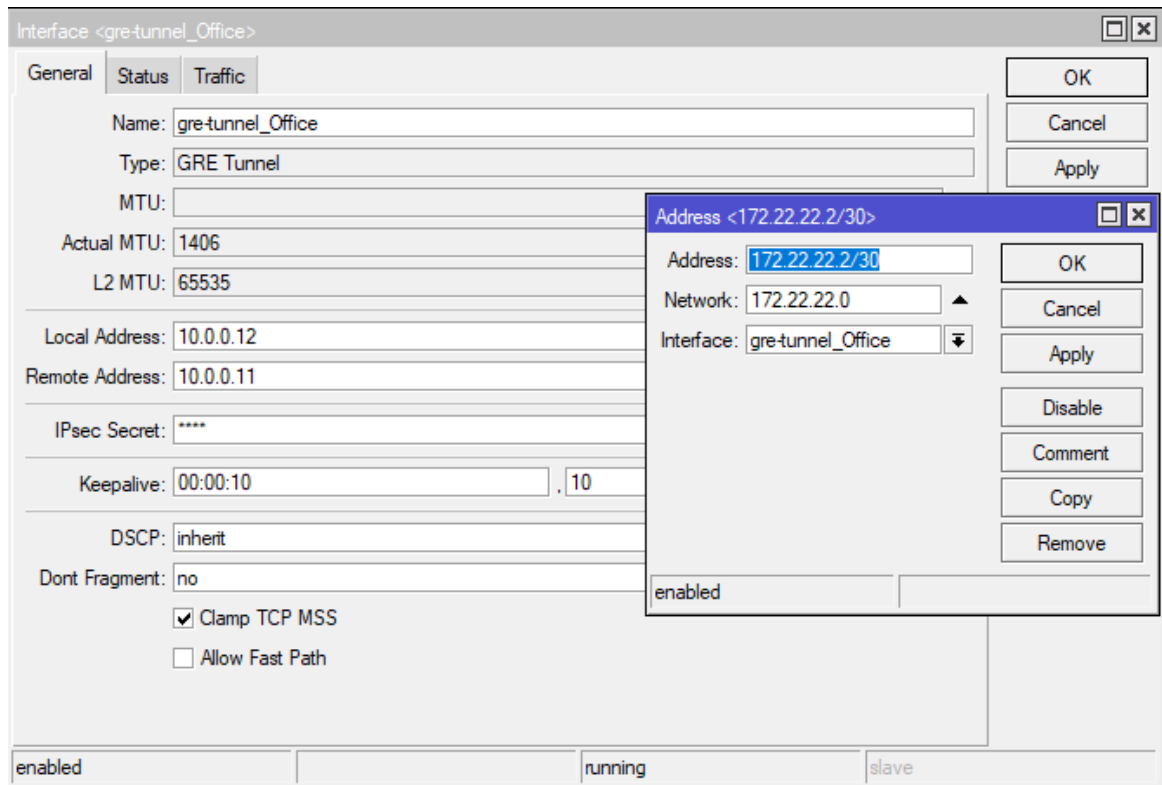 Interface <gre-tunnel_Office>
General Status Traffic
OK
Cancel
Apply
Name: gre-tunnel_Office
Type: GRE Tunnel
MTU:
Actual MTU: 1406
L2 MTU: 65535
Local Address: 10.0.0.12
Remote Address: 10.0.0.11
IPsec Secret: ****
Keepalive: 00:00:10 , 10
DSCP: inherit
Dont Fragment: no
Clamp TCP MSS
Allow Fast Path
enabled running slave
Address <172.22.22.2/30>
Address: 172.22.22.2/30
Network: 172.22.22.0
Interface: gre-tunnel_Office
OK
Cancel
Apply
Disable
Comment
Copy
Remove
enabled